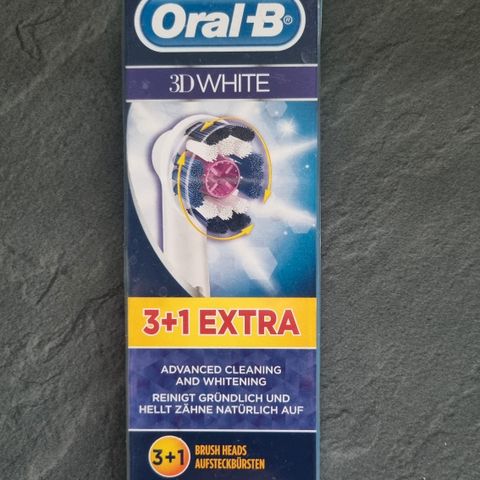 Oral-B®
3D WHITE
3+1 EXTRA
ADVANCED CLEANING
AND WHITENING
REINIGT GRÜNDLICH UND
HELLT ZÄHNE NATÜRLICH AUF
3+1 BRUSH HEADS
AUFSTECKBÜRSTEN